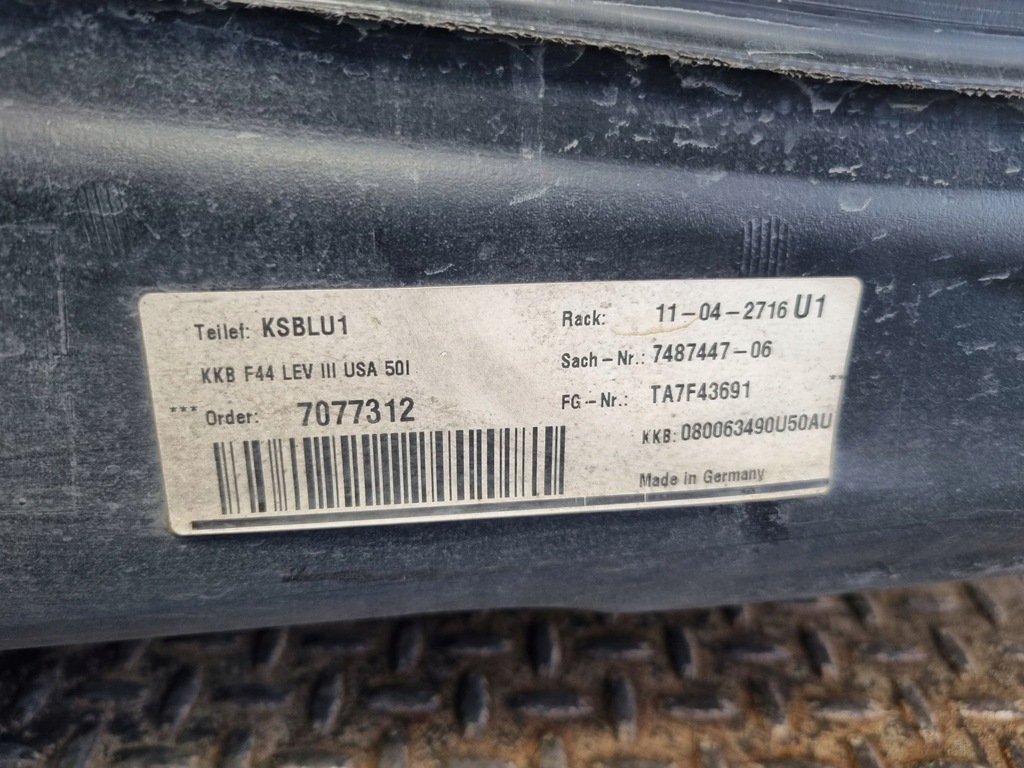 Teilef: KSBLU1
KKB F44 LEV III USA 50l
*** Order: 7077312
Rack: 11-04-2716 U1
Sach-Nr.: 7487447-06
FG-Nr.: TA7F43691
KKB: 080063490U50AU
Made in Germany